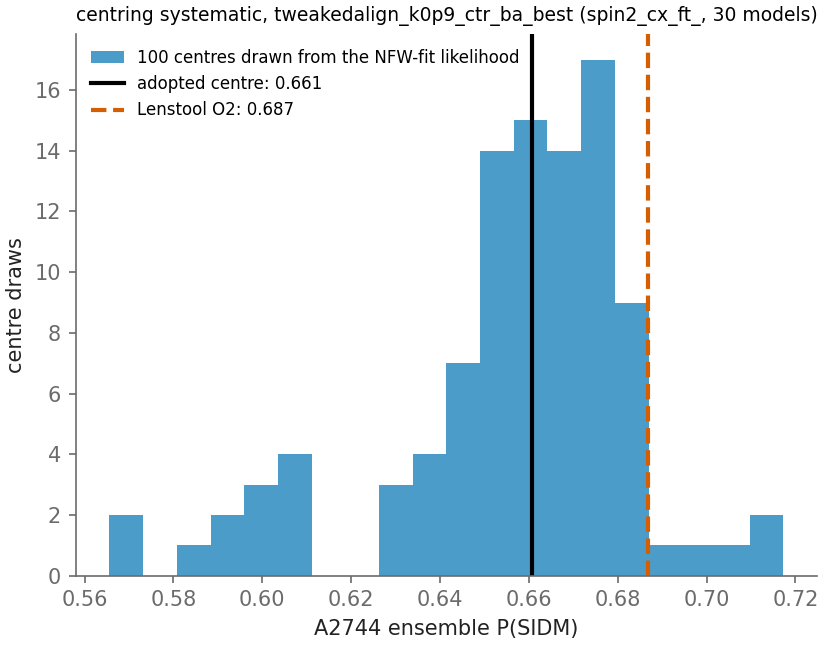 centring systematic, tweakedalign_k0p9_ctr_ba_best (spin2_cx_ft_, 30 models)
100 centres drawn from the NFW-fit likelihood
adopted centre: 0.661
Lenstool O2: 0.687
centre draws
16
14
12
10
8
6
4
2
0
0.56 0.58 0.60 0.62 0.64 0.66 0.68 0.70 0.72
A2744 ensemble P(SIDM)